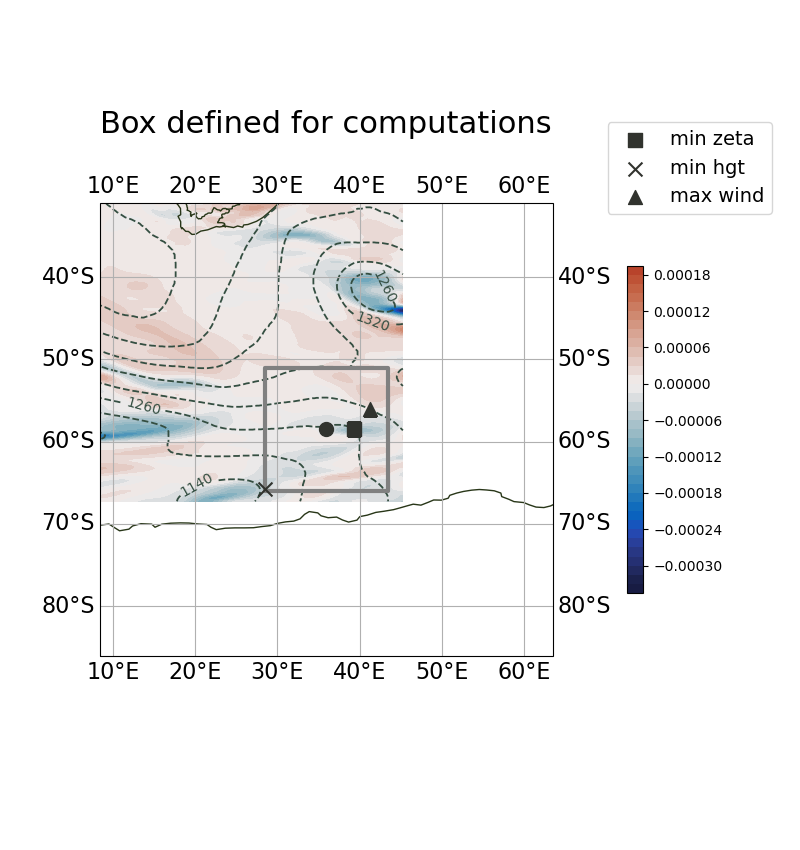 Box defined for computations
min zeta
min hgt
max wind
10°E 20°E 30°E 40°E 50°E 60°E
40°S 40°S
50°S 50°S
60°S 60°S
70°S 70°S
80°S 80°S
10°E 20°E 30°E 40°E 50°E 60°E
1260
1320
1260
1140
0.00018
0.00012
0.00006
0.00000
−0.00006
−0.00012
−0.00018
−0.00024
−0.00030